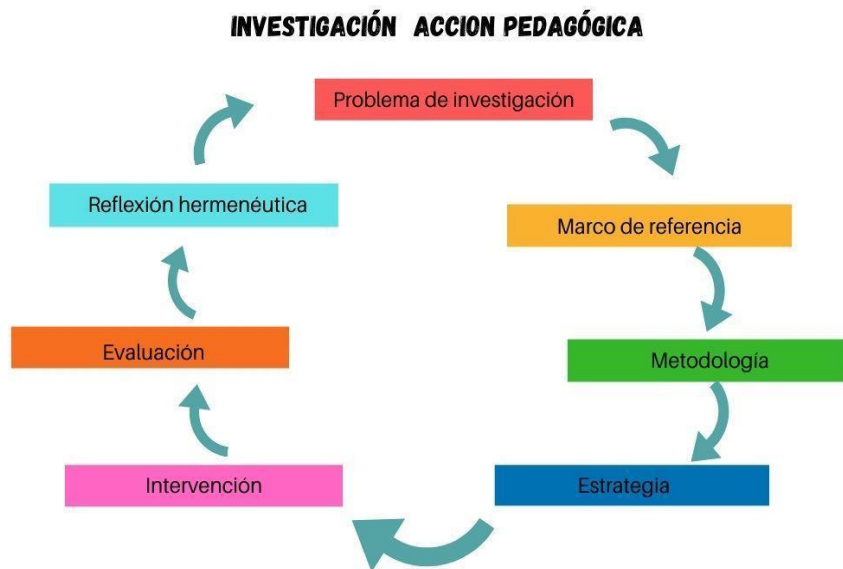 INVESTIGACIÓN ACCION PEDAGÓGICA
Problema de investigación
Marco de referencia
Metodología
Estrategia
Intervención
Evaluación
Reflexión hermenéutica